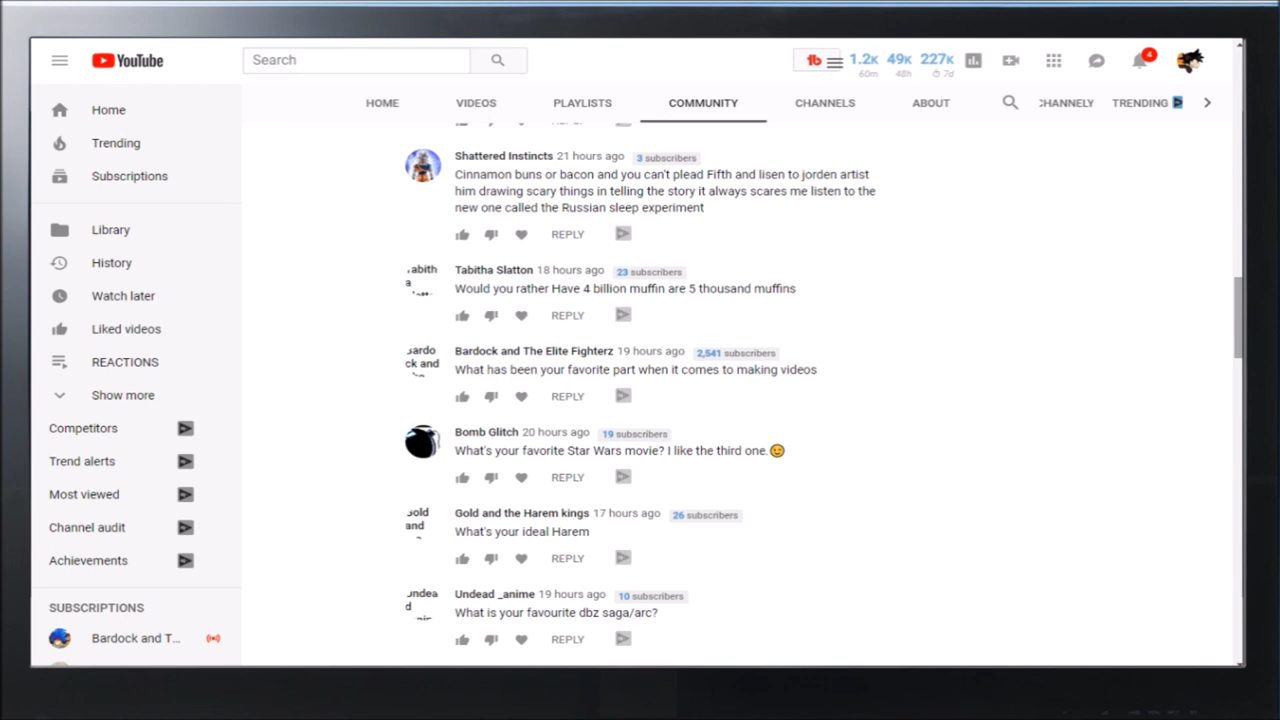 YouTube
Search
tb
1.2K 49K 227K
60m 48h 7d
4
HOME VIDEOS PLAYLISTS COMMUNITY CHANNELS ABOUT CHANNELY TRENDING
Home
Trending
Subscriptions
Library
History
Watch later
Liked videos
REACTIONS
Show more
Competitors
Trend alerts
Most viewed
Channel audit
Achievements
SUBSCRIPTIONS
Bardock and T...
Shattered Instincts 21 hours ago 3 subscribers
Cinnamon buns or bacon and you can't plead Fifth and lisen to jorden artist
him drawing scary things in telling the story it always scares me listen to the
new one called the Russian sleep experiment
REPLY
Tabitha Slatton 18 hours ago 23 subscribers
Would you rather Have 4 billion muffin are 5 thousand muffins
REPLY
Bardock and The Elite Fighterz 19 hours ago 2,541 subscribers
What has been your favorite part when it comes to making videos
REPLY
Bomb Glitch 20 hours ago 19 subscribers
What's your favorite Star Wars movie? I like the third one.😉
REPLY
Gold and the Harem kings 17 hours ago 26 subscribers
What's your ideal Harem
REPLY
Undead _anime 19 hours ago 10 subscribers
What is your favourite dbz saga/arc?
REPLY